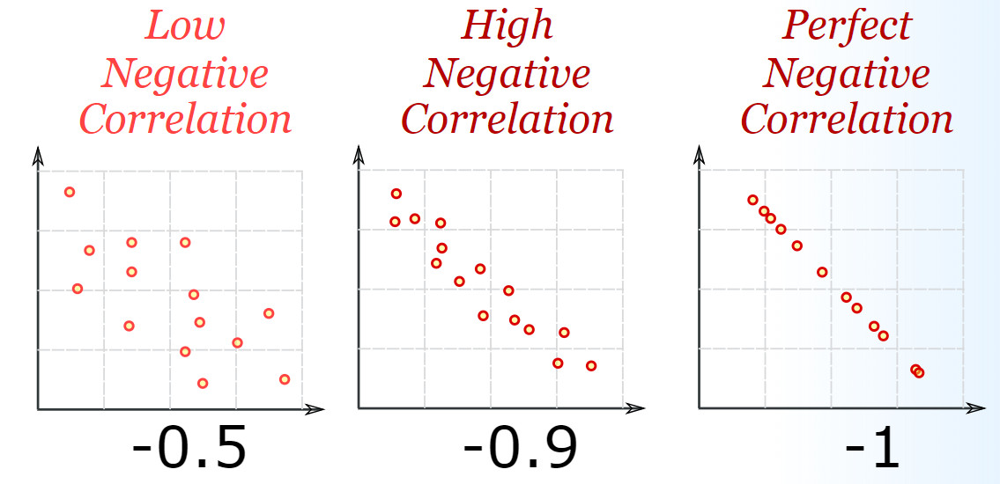 Low
Negative
Correlation
-0.5
High
Negative
Correlation
-0.9
Perfect
Negative
Correlation
-1